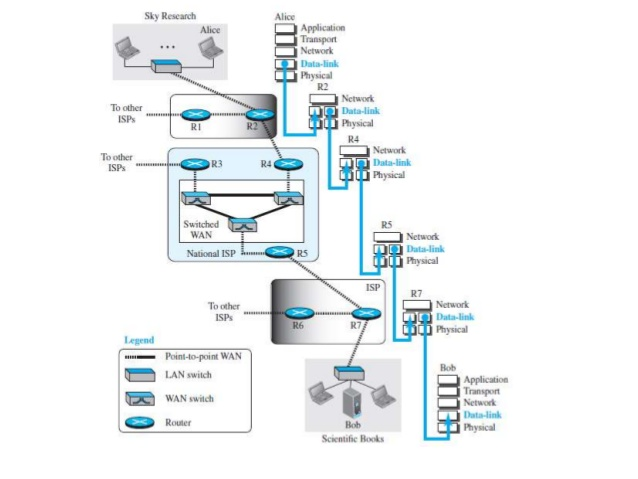 Sky Research
Alice
To other
ISPs
R1
R2
To other
ISPs
R3
R4
Switched
WAN
National ISP
R5
ISP
To other
ISPs
R6
R7
Bob
Scientific Books
Legend
Point-to-point WAN
LAN switch
WAN switch
Router
Alice
Application
Transport
Network
Data-link
Physical
R2
Network
Data-link
Physical
R4
Network
Data-link
Physical
R5
Network
Data-link
Physical
R7
Network
Data-link
Physical
Bob
Application
Transport
Network
Data-link
Physical